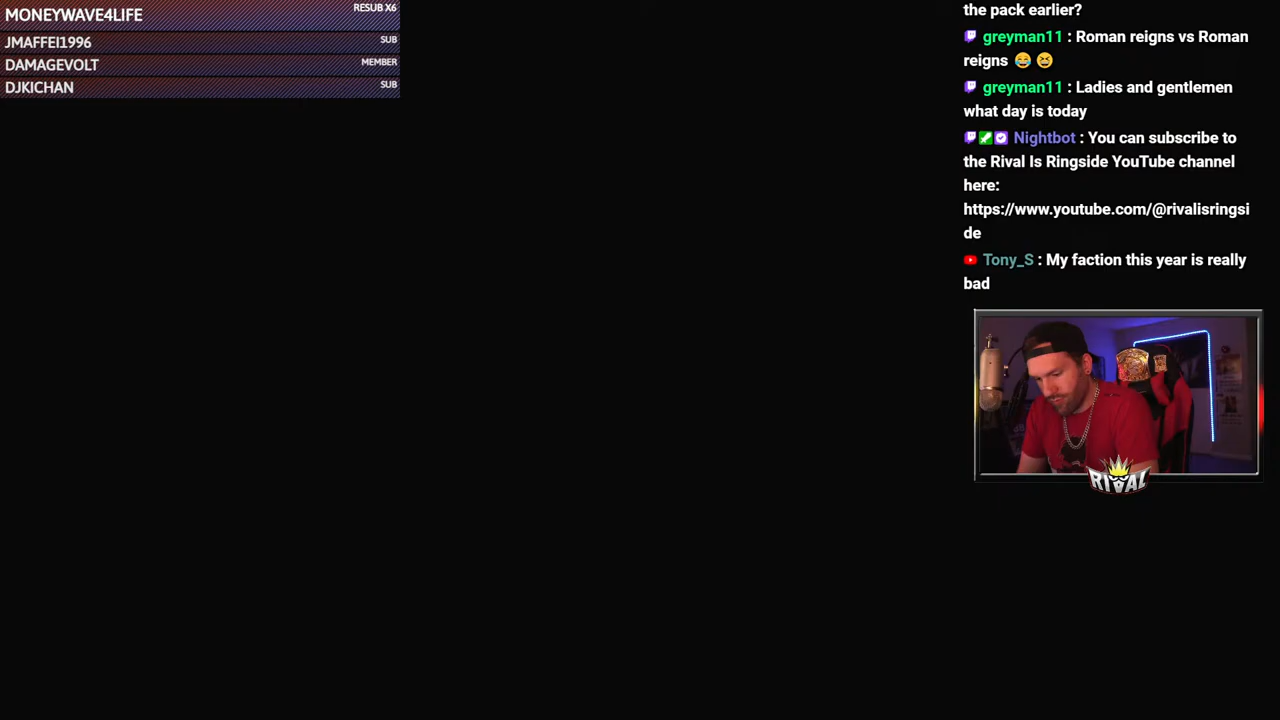 MONEYWAVE4LIFE RESUB X6
JMAFFEI1996 SUB
DAMAGEVOLT MEMBER
DJKICHAN SUB
the pack earlier?
greyman11 : Roman reigns vs Roman
reigns 😂 😆
greyman11 : Ladies and gentlemen
what day is today
Nightbot : You can subscribe to
the Rival Is Ringside YouTube channel
here:
https://www.youtube.com/@rivalisringsi
de
Tony_S : My faction this year is really
bad
RIVAL